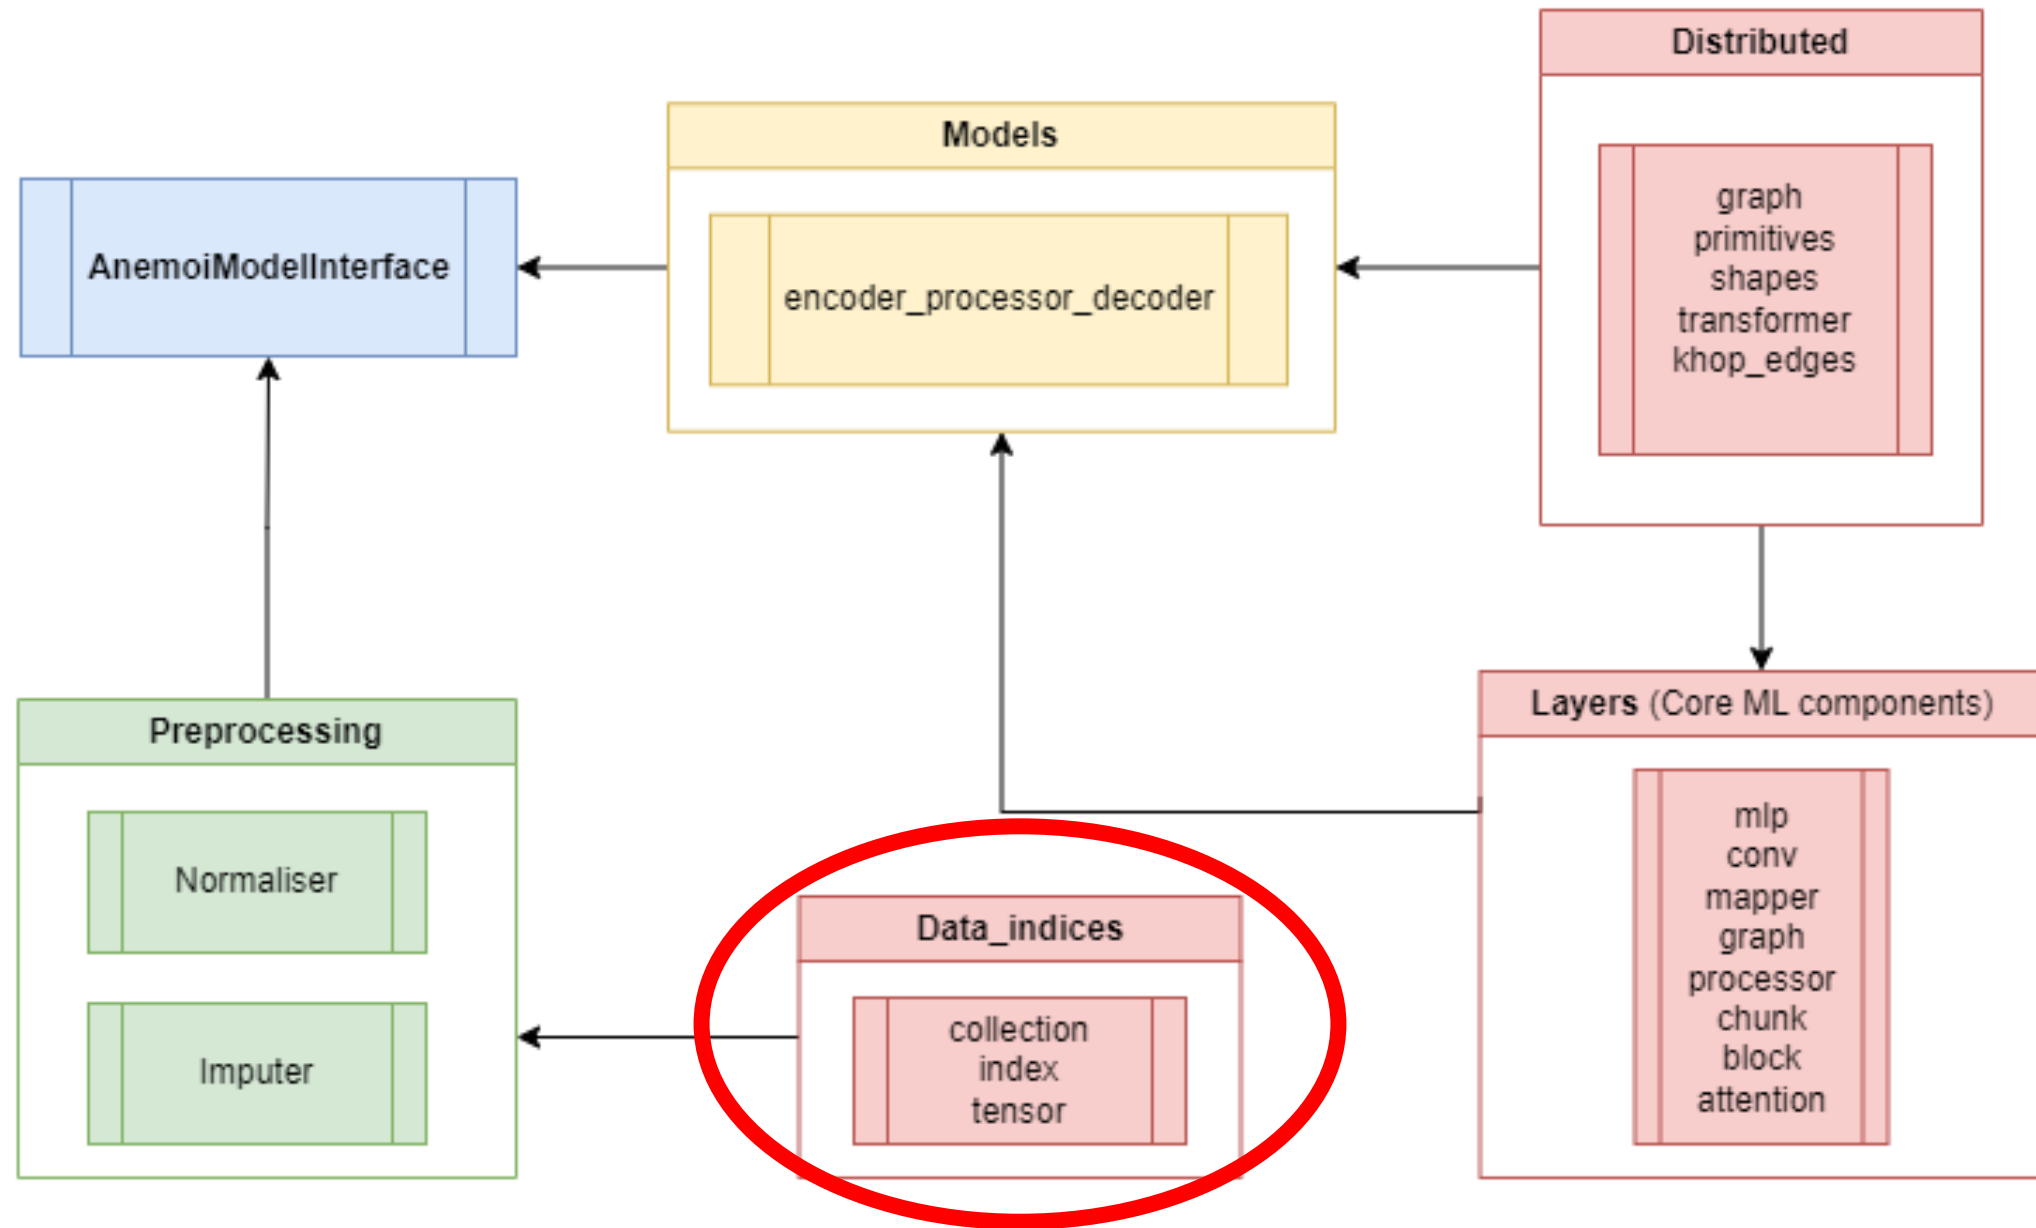 Distributed
graph
primitives
shapes
transformer
khop_edges
Models
encoder_processor_decoder
AnemoiModelInterface
Preprocessing
Normaliser
Imputer
Data_indices
collection
index
tensor
Layers (Core ML components)
mlp
conv
mapper
graph
processor
chunk
block
attention